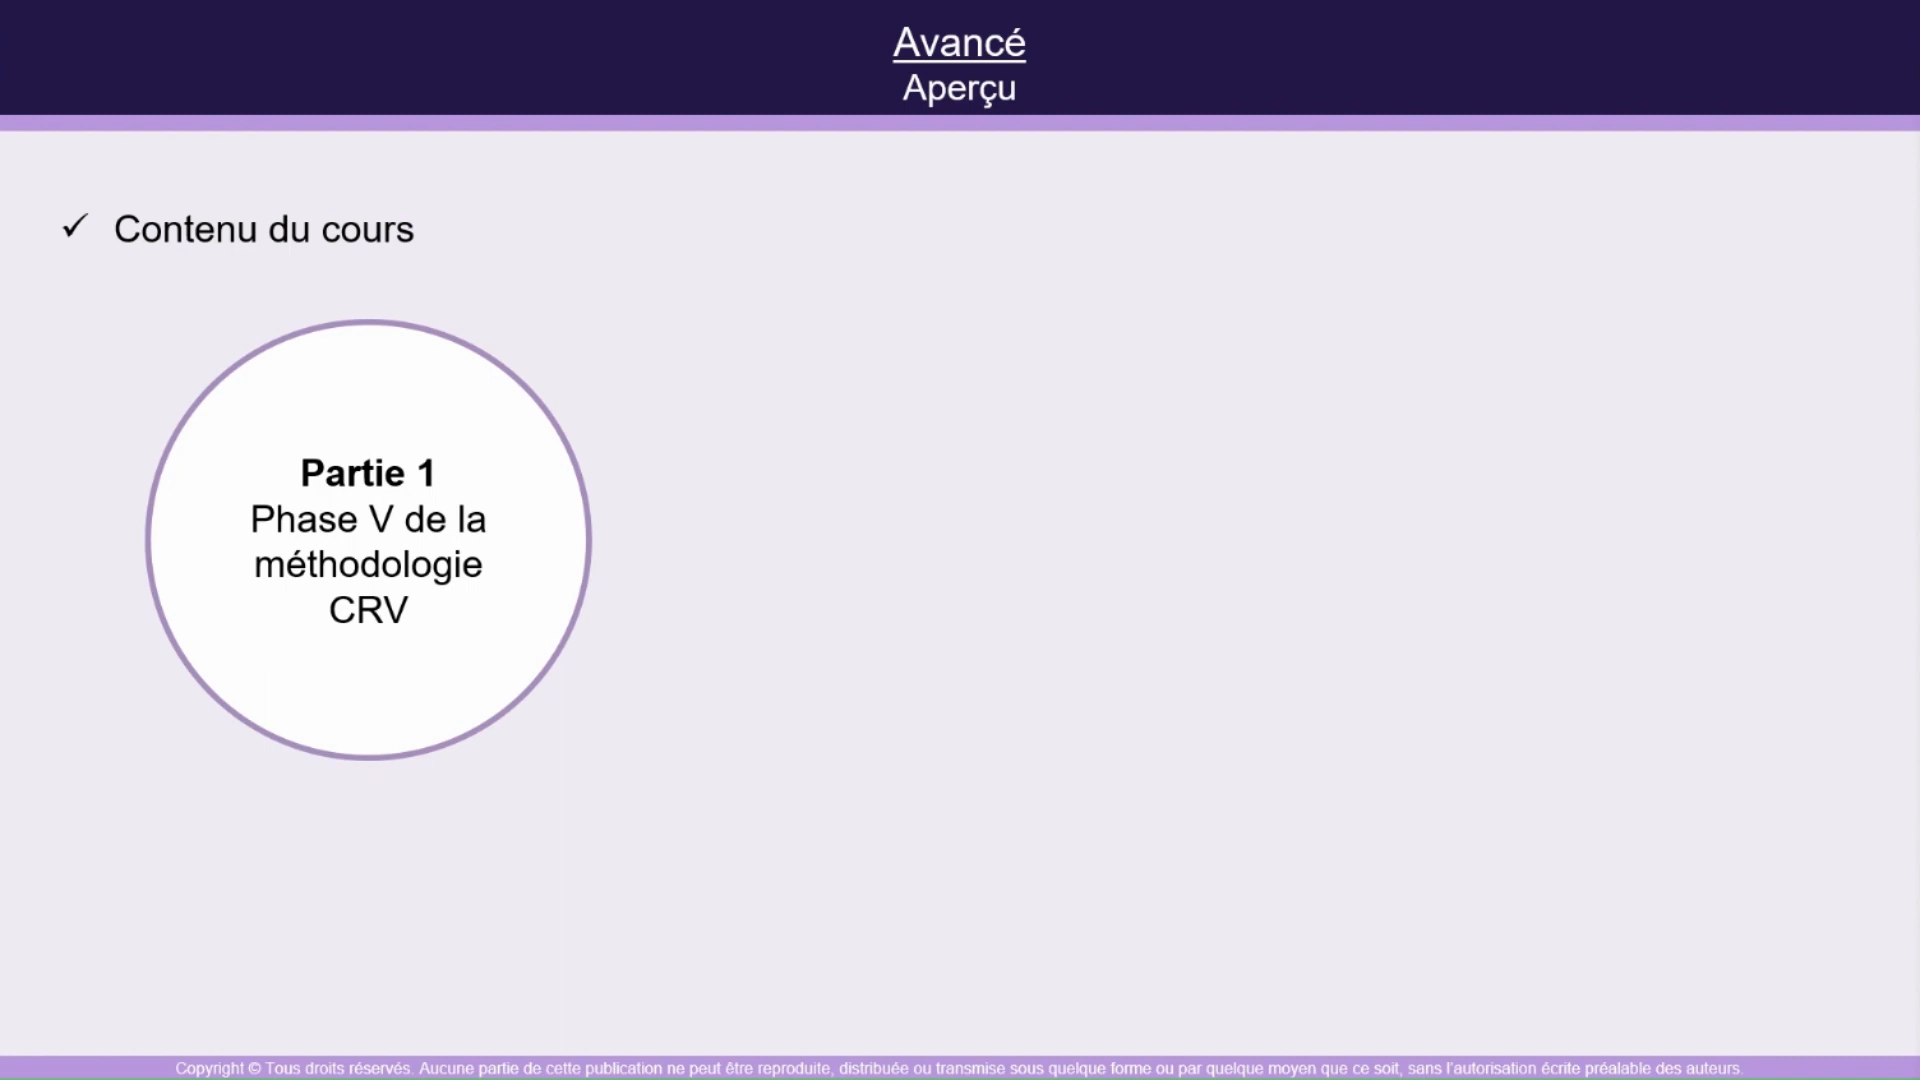 Avancé
Aperçu
✓ Contenu du cours
Partie 1
Phase V de la
méthodologie
CRV
Copyright © Tous droits réservés. Aucune partie de cette publication ne peut être reproduite, distribuée ou transmise sous quelque forme ou par quelque moyen que ce soit, sans l'autorisation écrite préalable des auteurs.